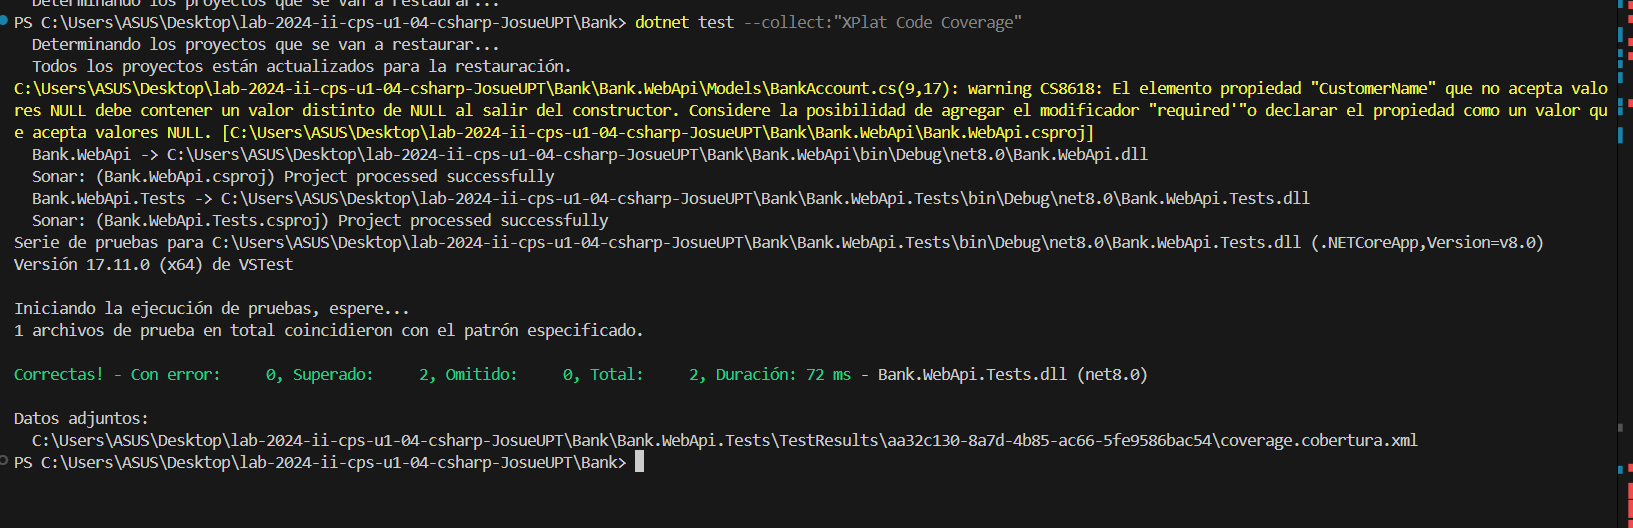 Determinando los proyectos que se van a restaurar...
PS C:\Users\ASUS\Desktop\lab-2024-ii-cps-u1-04-csharp-JosueUPT\Bank> dotnet test --collect:"XPlat Code Coverage"
Determinando los proyectos que se van a restaurar...
Todos los proyectos están actualizados para la restauración.
C:\Users\ASUS\Desktop\lab-2024-ii-cps-u1-04-csharp-JosueUPT\Bank\Bank.WebApi\Models\BankAccount.cs(9,17): warning CS8618: El elemento propiedad "CustomerName" que no acepta valo
res NULL debe contener un valor distinto de NULL al salir del constructor. Considere la posibilidad de agregar el modificador "required'"o declarar el propiedad como un valor qu
e acepta valores NULL. [C:\Users\ASUS\Desktop\lab-2024-ii-cps-u1-04-csharp-JosueUPT\Bank\Bank.WebApi\Bank.WebApi.csproj]
Bank.WebApi -> C:\Users\ASUS\Desktop\lab-2024-ii-cps-u1-04-csharp-JosueUPT\Bank\Bank.WebApi\bin\Debug\net8.0\Bank.WebApi.dll
Sonar: (Bank.WebApi.csproj) Project processed successfully
Bank.WebApi.Tests -> C:\Users\ASUS\Desktop\lab-2024-ii-cps-u1-04-csharp-JosueUPT\Bank\Bank.WebApi.Tests\bin\Debug\net8.0\Bank.WebApi.Tests.dll
Sonar: (Bank.WebApi.Tests.csproj) Project processed successfully
Serie de pruebas para C:\Users\ASUS\Desktop\lab-2024-ii-cps-u1-04-csharp-JosueUPT\Bank\Bank.WebApi.Tests\bin\Debug\net8.0\Bank.WebApi.Tests.dll (.NETCoreApp,Version=v8.0)
Versión 17.11.0 (x64) de VSTest
Iniciando la ejecución de pruebas, espere...
1 archivos de prueba en total coincidieron con el patrón especificado.
Correctas! - Con error:     0, Superado:     2, Omitido:     0, Total:     2, Duración: 72 ms - Bank.WebApi.Tests.dll (net8.0)
Datos adjuntos:
C:\Users\ASUS\Desktop\lab-2024-ii-cps-u1-04-csharp-JosueUPT\Bank\Bank.WebApi.Tests\TestResults\aa32c130-8a7d-4b85-ac66-5fe9586bac54\coverage.cobertura.xml
PS C:\Users\ASUS\Desktop\lab-2024-ii-cps-u1-04-csharp-JosueUPT\Bank>